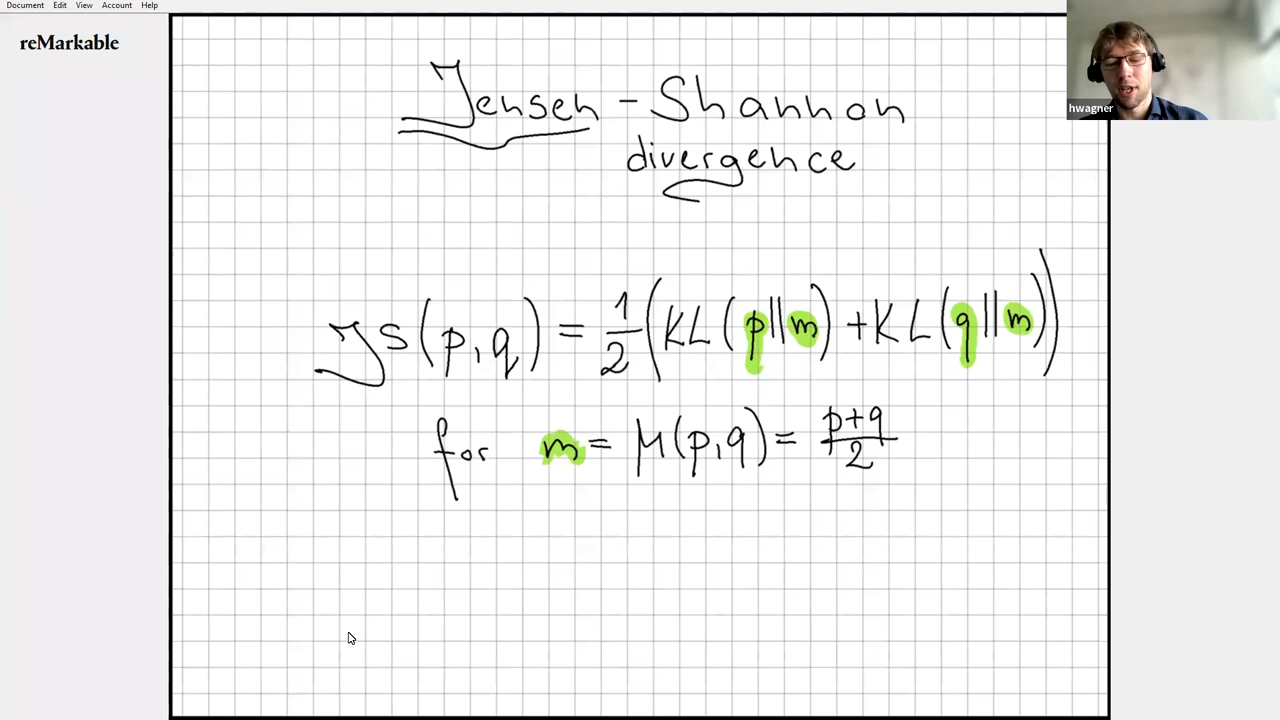 Document Edit View Account Help
reMarkable
hwagner
Jensen - Shannon
divergence
JS(p,q) = 1/2 (KL(p||m) + KL(q||m))
for m = μ(p,q) = p+q/2